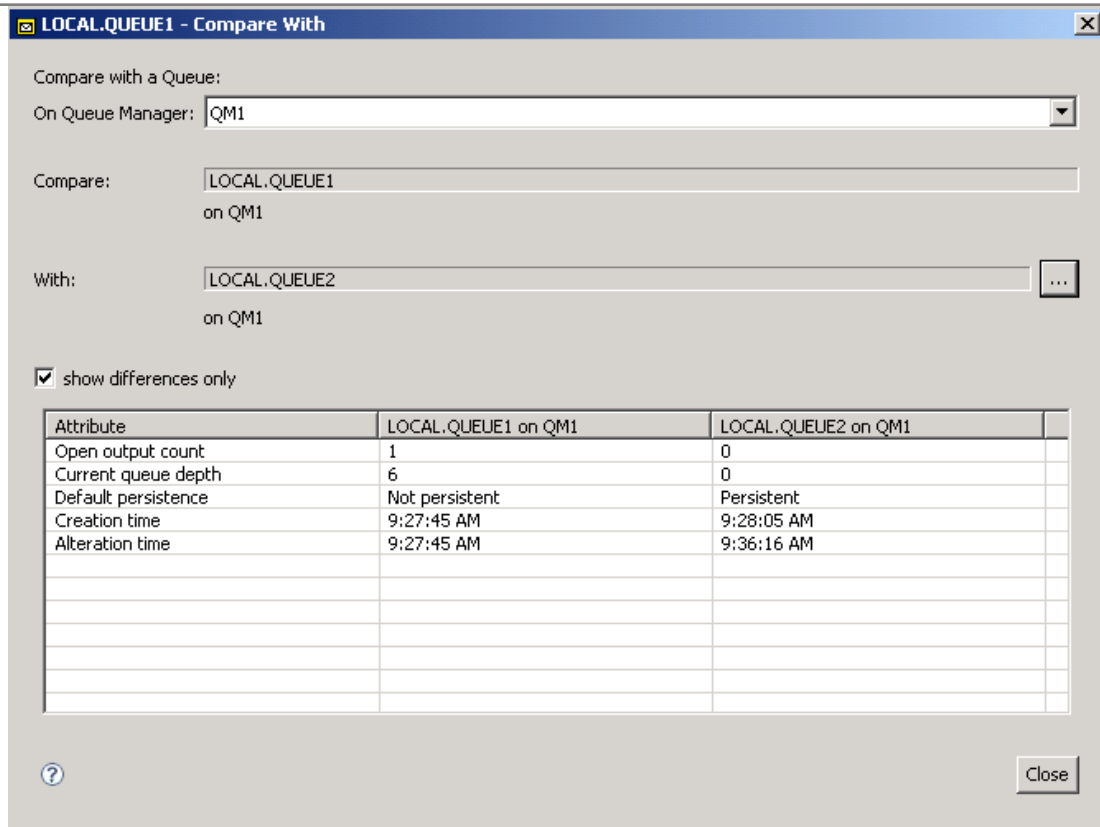 LOCAL.QUEUE1 - Compare With
Compare with a Queue:
On Queue Manager: QM1
Compare: LOCAL.QUEUE1
on QM1
With: LOCAL.QUEUE2 ...
on QM1
show differences only
Attribute LOCAL.QUEUE1 on QM1 LOCAL.QUEUE2 on QM1
Open output count 1 0
Current queue depth 6 0
Default persistence Not persistent Persistent
Creation time 9:27:45 AM 9:28:05 AM
Alteration time 9:27:45 AM 9:36:16 AM
? Close